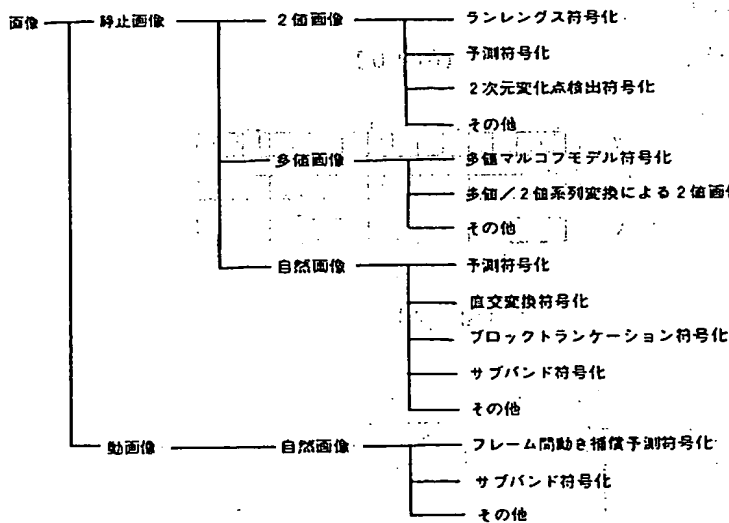 画像 静止画像 2値画像 ランレングス符号化
予測符号化
2次元変化点検出符号化
その他
多値画像 多値マルコフモデル符号化
多値／2値系列変換による2値画
その他
自然画像 予測符号化
直交変換符号化
ブロックトランケーション符号化
サブバンド符号化
その他
動画像 自然画像 フレーム間動き補償予測符号化
サブバンド符号化
その他